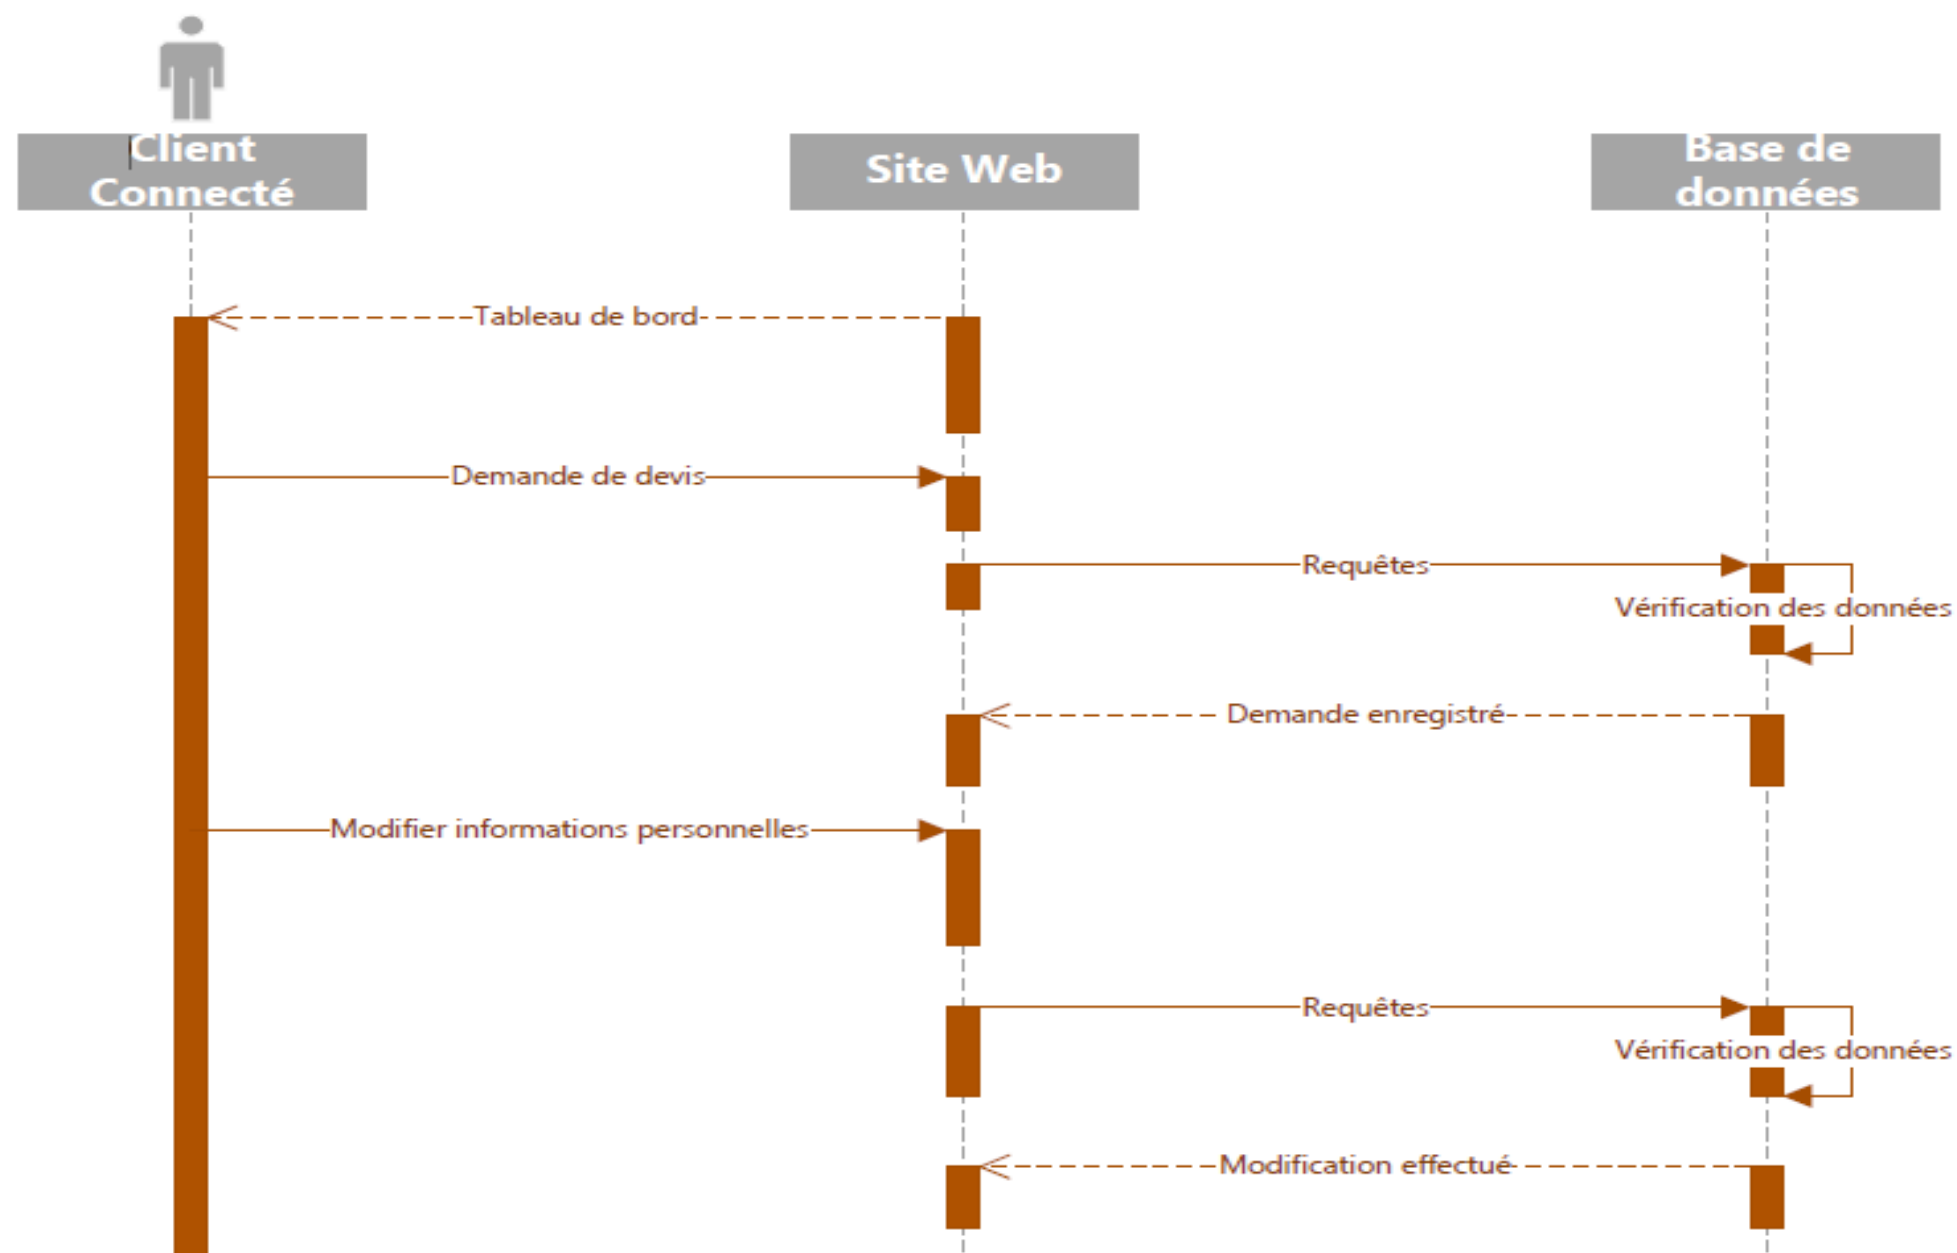 Client
Connecté
Site Web
Base de
données
Tableau de bord
Demande de devis
Requêtes
Vérification des données
Demande enregistré
Modifier informations personnelles
Requêtes
Vérification des données
Modification effectué